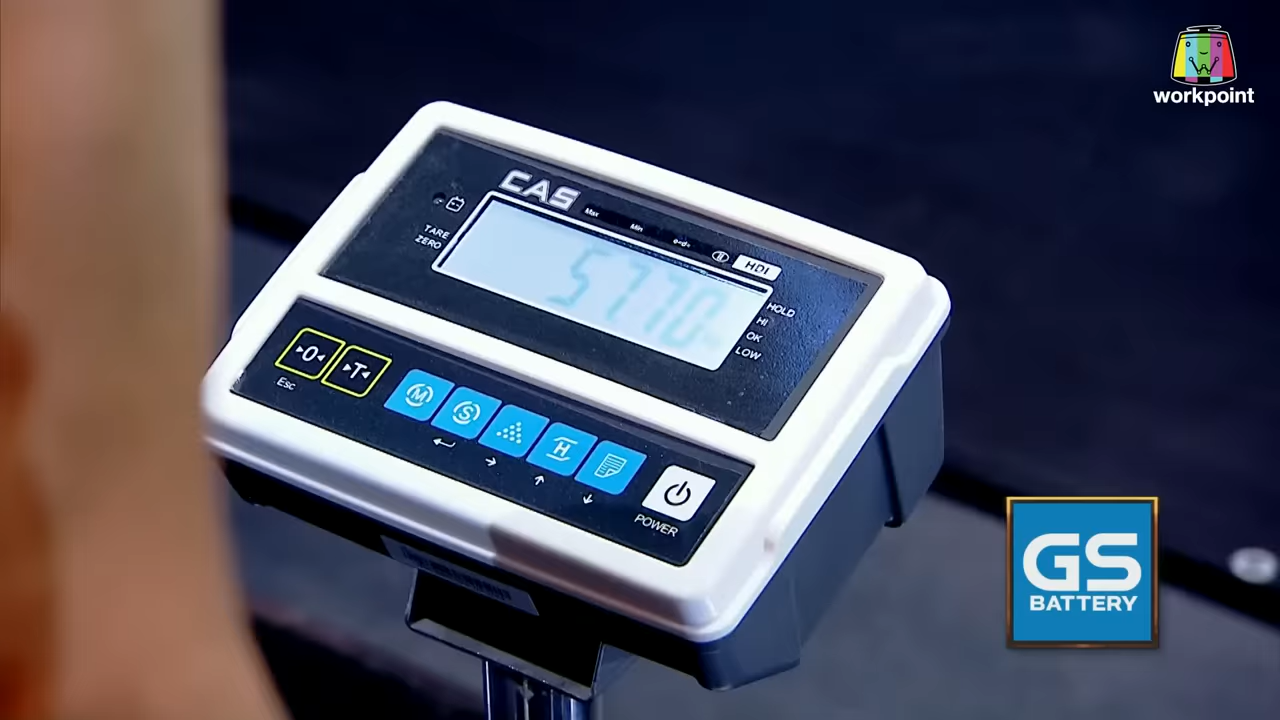 workpoint
CAS
Max
Min
e=d=
HDI
TARE
ZERO
57.70
HOLD
HI
OK
LOW
0
T
Esc
M
S
H
POWER
GS
BATTERY